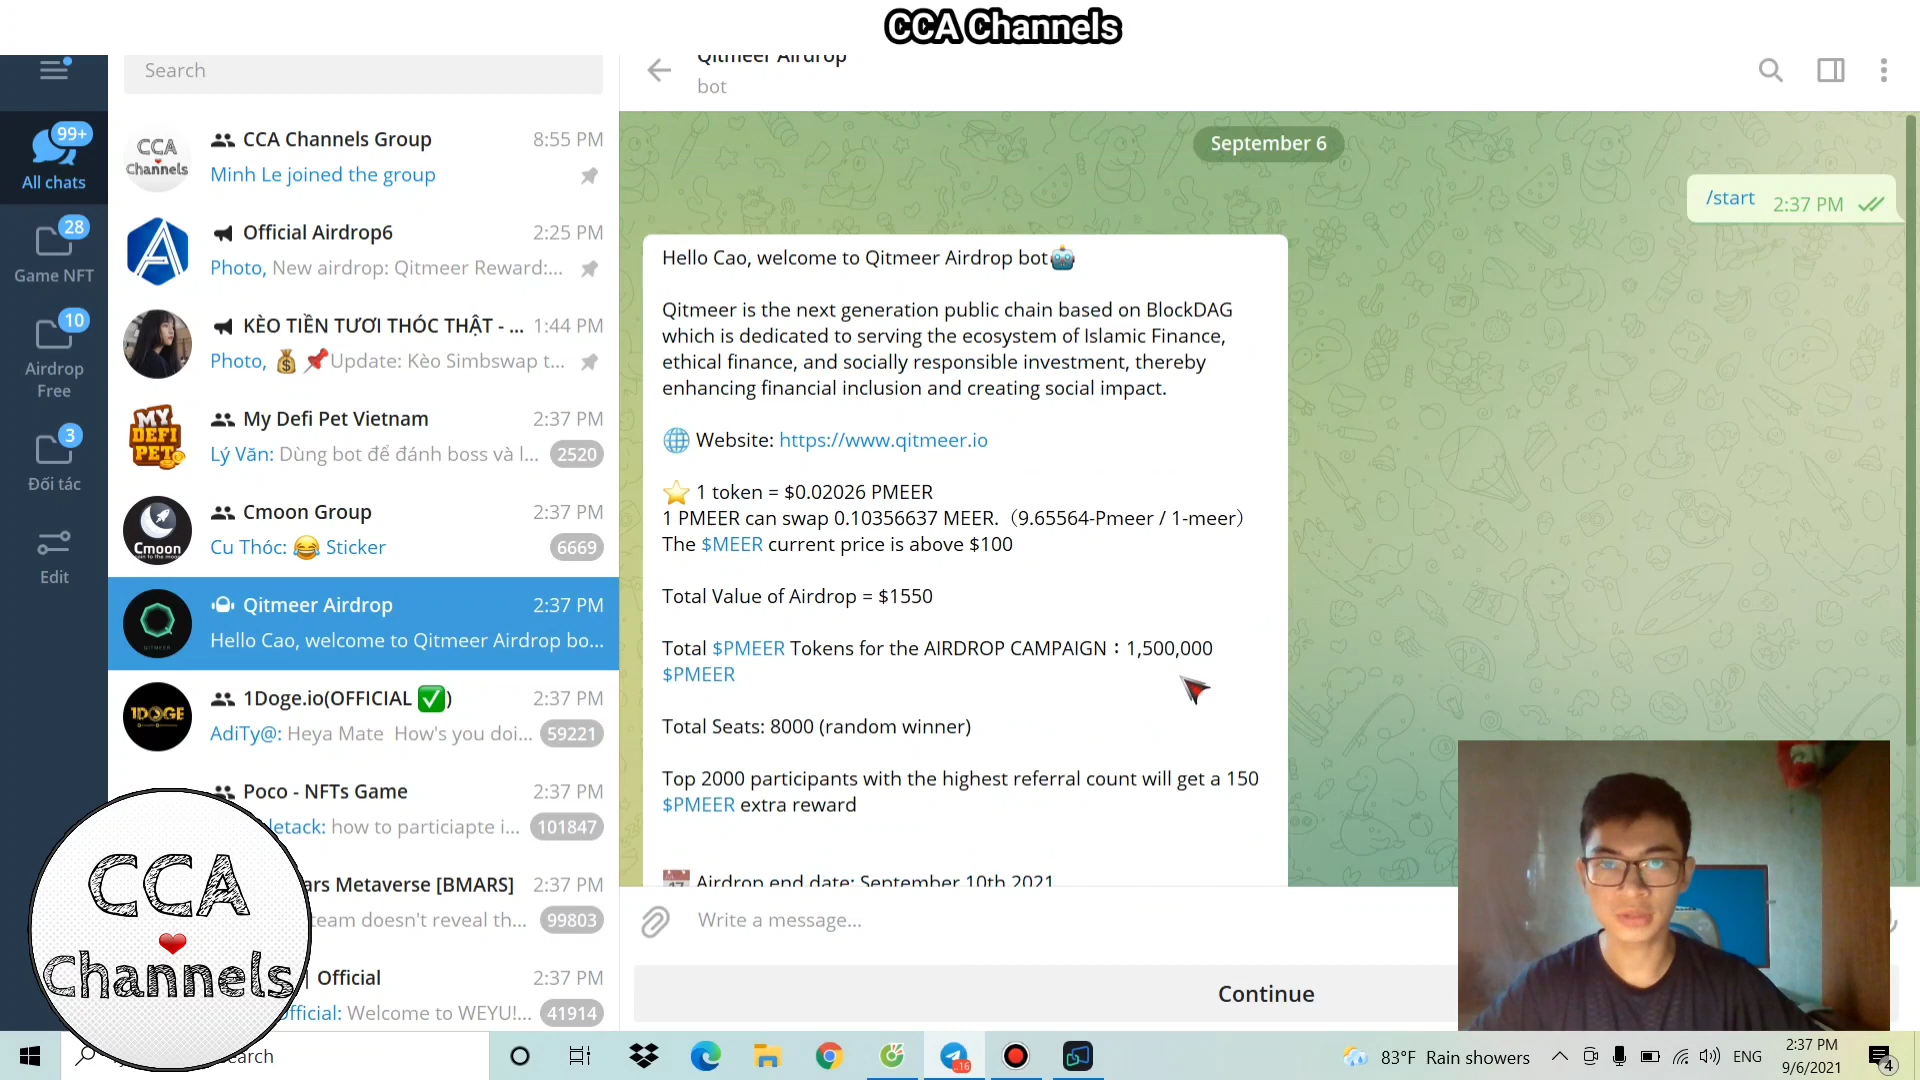 CCA Channels
Search
Qitmeer Airdrop
bot
99+
All chats
28
Game NFT
10
Airdrop
Free
3
Đối tác
Edit
CCA
Channels
CCA Channels Group 8:55 PM
Minh Le joined the group
Official Airdrop6 2:25 PM
Photo, New airdrop: Qitmeer Reward:...
KÈO TIỀN TƯƠI THÓC THẬT - ... 1:44 PM
Photo, 💰 📌Update: Kèo Simbswap t...
MY
DEFI
PET
My Defi Pet Vietnam 2:37 PM
Lý Văn: Dùng bot để đánh boss và l... 2520
Cmoon
Cmoon Group 2:37 PM
Cu Thóc: 😂 Sticker 6669
QITMEER
Qitmeer Airdrop 2:37 PM
Hello Cao, welcome to Qitmeer Airdrop bo...
1DOGE
1Doge.io(OFFICIAL ✅) 2:37 PM
AdiTy@: Heya Mate How's you doi... 59221
Poco - NFTs Game 2:37 PM
letack: how to particiapte i... 101847
ars Metaverse [BMARS] 2:37 PM
team doesn't reveal th... 99803
| Official 2:37 PM
fficial: Welcome to WEYU!... 41914
CCA
Channels
September 6
/start 2:37 PM
Hello Cao, welcome to Qitmeer Airdrop bot🤖
Qitmeer is the next generation public chain based on BlockDAG
which is dedicated to serving the ecosystem of Islamic Finance,
ethical finance, and socially responsible investment, thereby
enhancing financial inclusion and creating social impact.
🌐 Website: https://www.qitmeer.io
⭐ 1 token = $0.02026 PMEER
1 PMEER can swap 0.10356637 MEER.（9.65564-Pmeer / 1-meer）
The $MEER current price is above $100
Total Value of Airdrop = $1550
Total $PMEER Tokens for the AIRDROP CAMPAIGN：1,500,000
$PMEER
Total Seats: 8000 (random winner)
Top 2000 participants with the highest referral count will get a 150
$PMEER extra reward
📅 Airdrop end date: September 10th 2021
Write a message...
Continue
earch
..16
83°F Rain showers
ENG
2:37 PM
9/6/2021
4